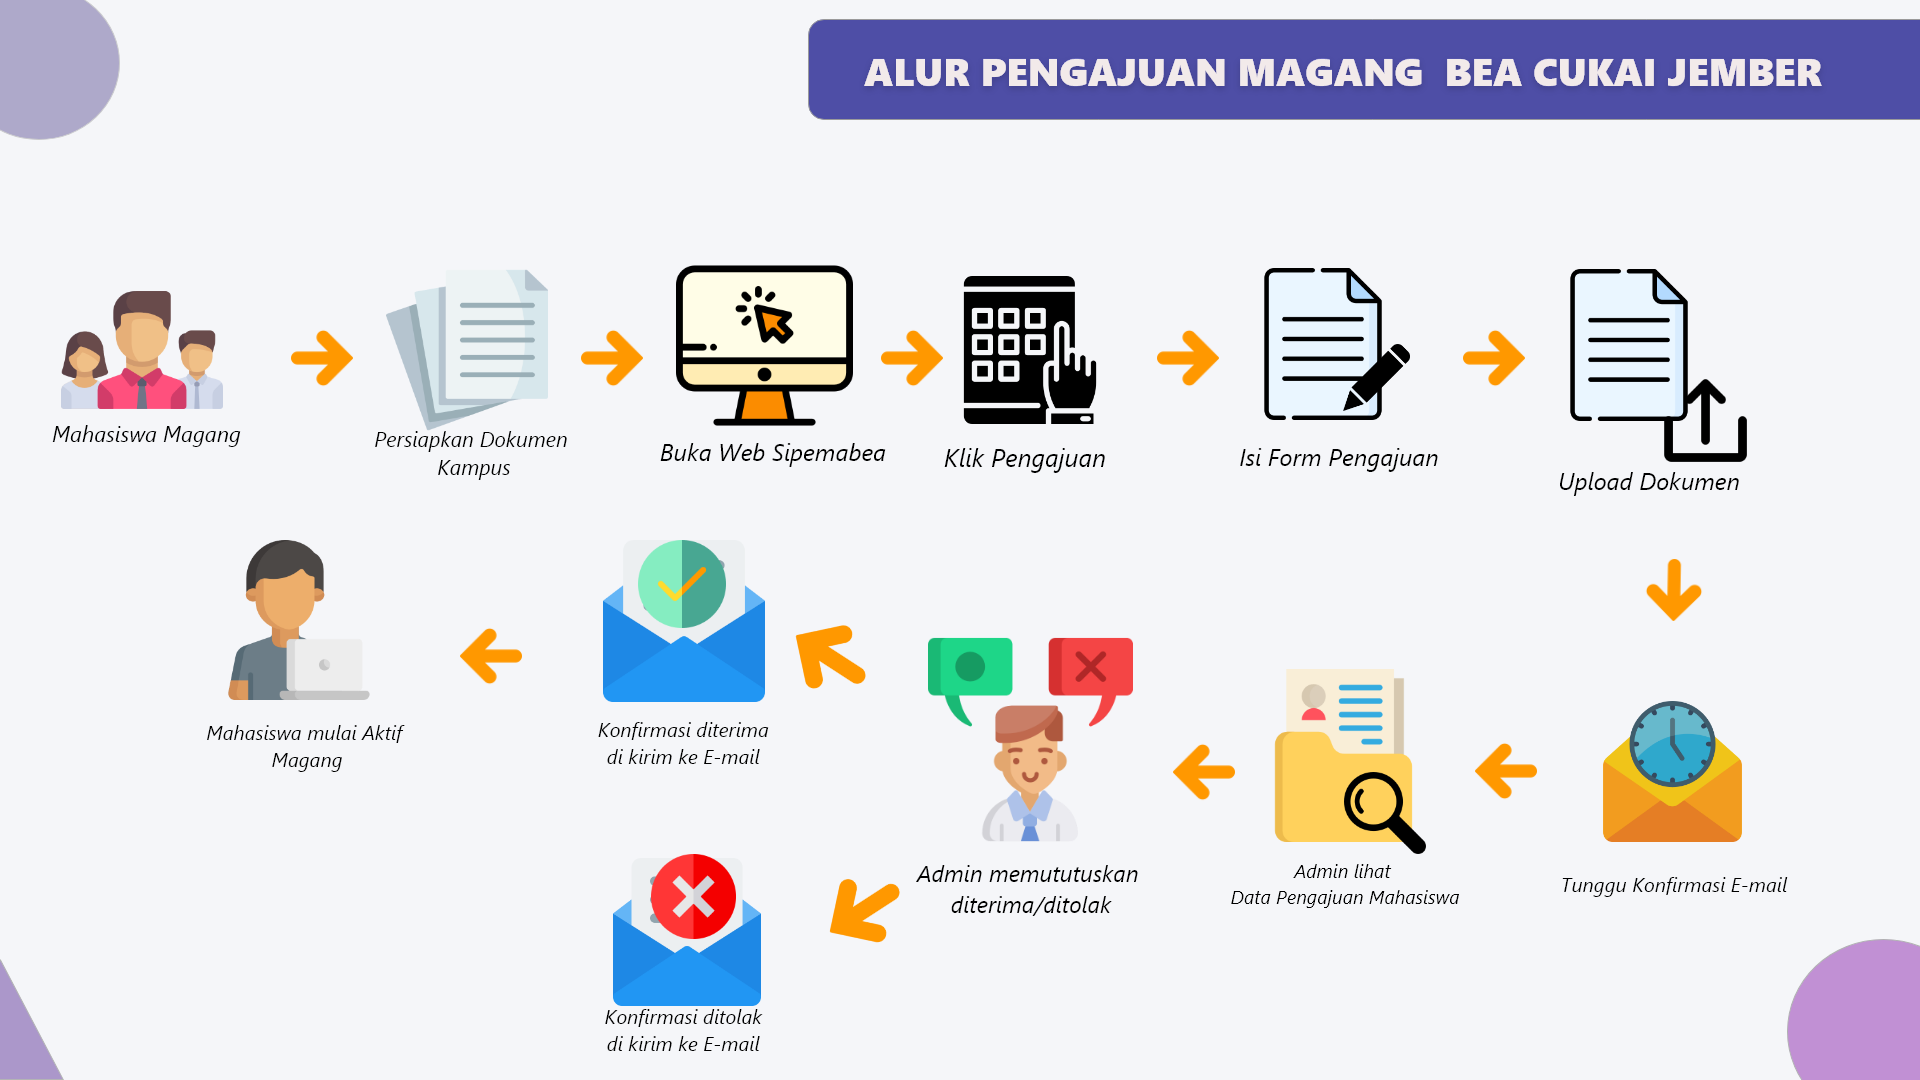 ALUR PENGAJUAN MAGANG BEA CUKAI JEMBER
Mahasiswa Magang
Persiapkan Dokumen
Kampus
Buka Web Sipemabea
Klik Pengajuan
Isi Form Pengajuan
Upload Dokumen
Tunggu Konfirmasi E-mail
Admin lihat
Data Pengajuan Mahasiswa
Admin memututuskan
diterima/ditolak
Konfirmasi diterima
di kirim ke E-mail
Mahasiswa mulai Aktif
Magang
Konfirmasi ditolak
di kirim ke E-mail